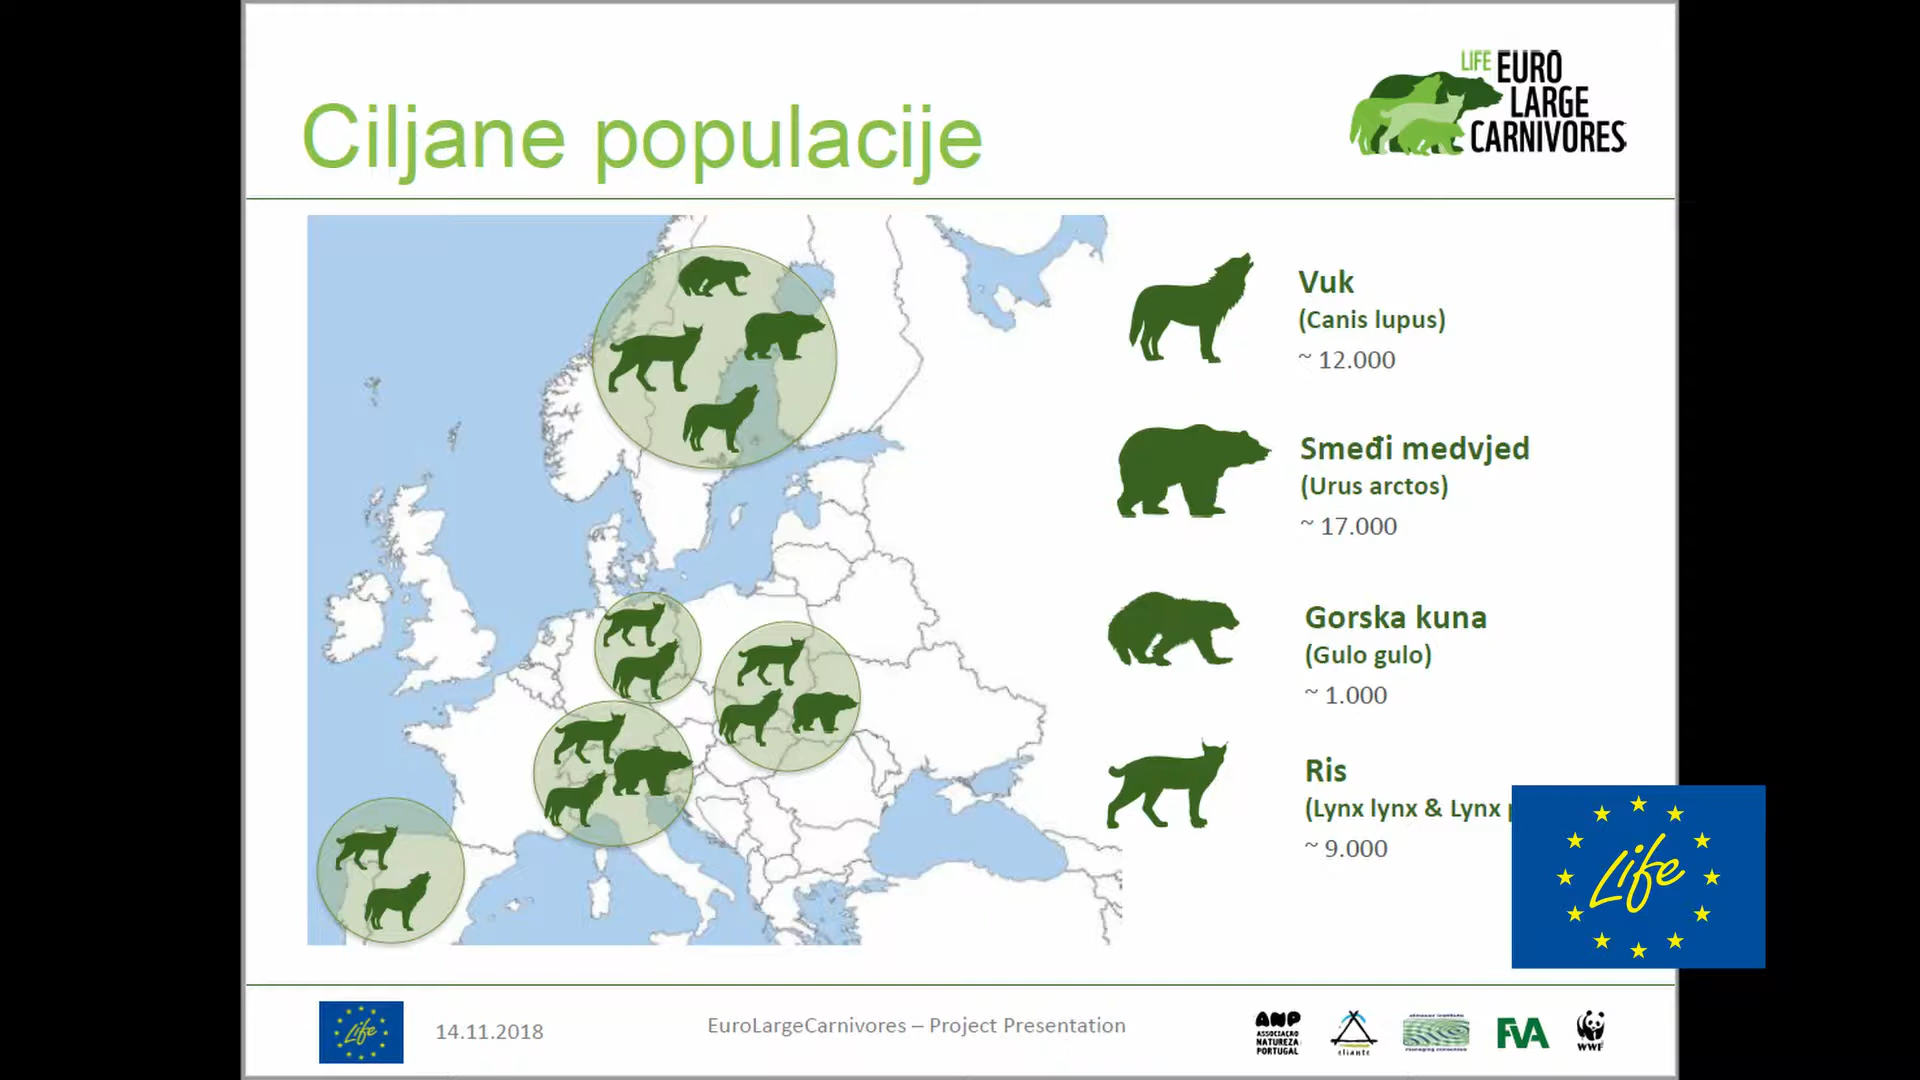 LIFE EURO
LARGE
CARNIVORES
Ciljane populacije
Vuk
(Canis lupus)
~ 12.000
Smeđi medvjed
(Urus arctos)
~ 17.000
Gorska kuna
(Gulo gulo)
~ 1.000
Ris
(Lynx lynx & Lynx
~ 9.000
Life
Life
14.11.2018
EuroLargeCarnivores – Project Presentation
ANP
ASSOCIAÇÃO
NATUREZA
PORTUGAL
eliante
FVA
WWF